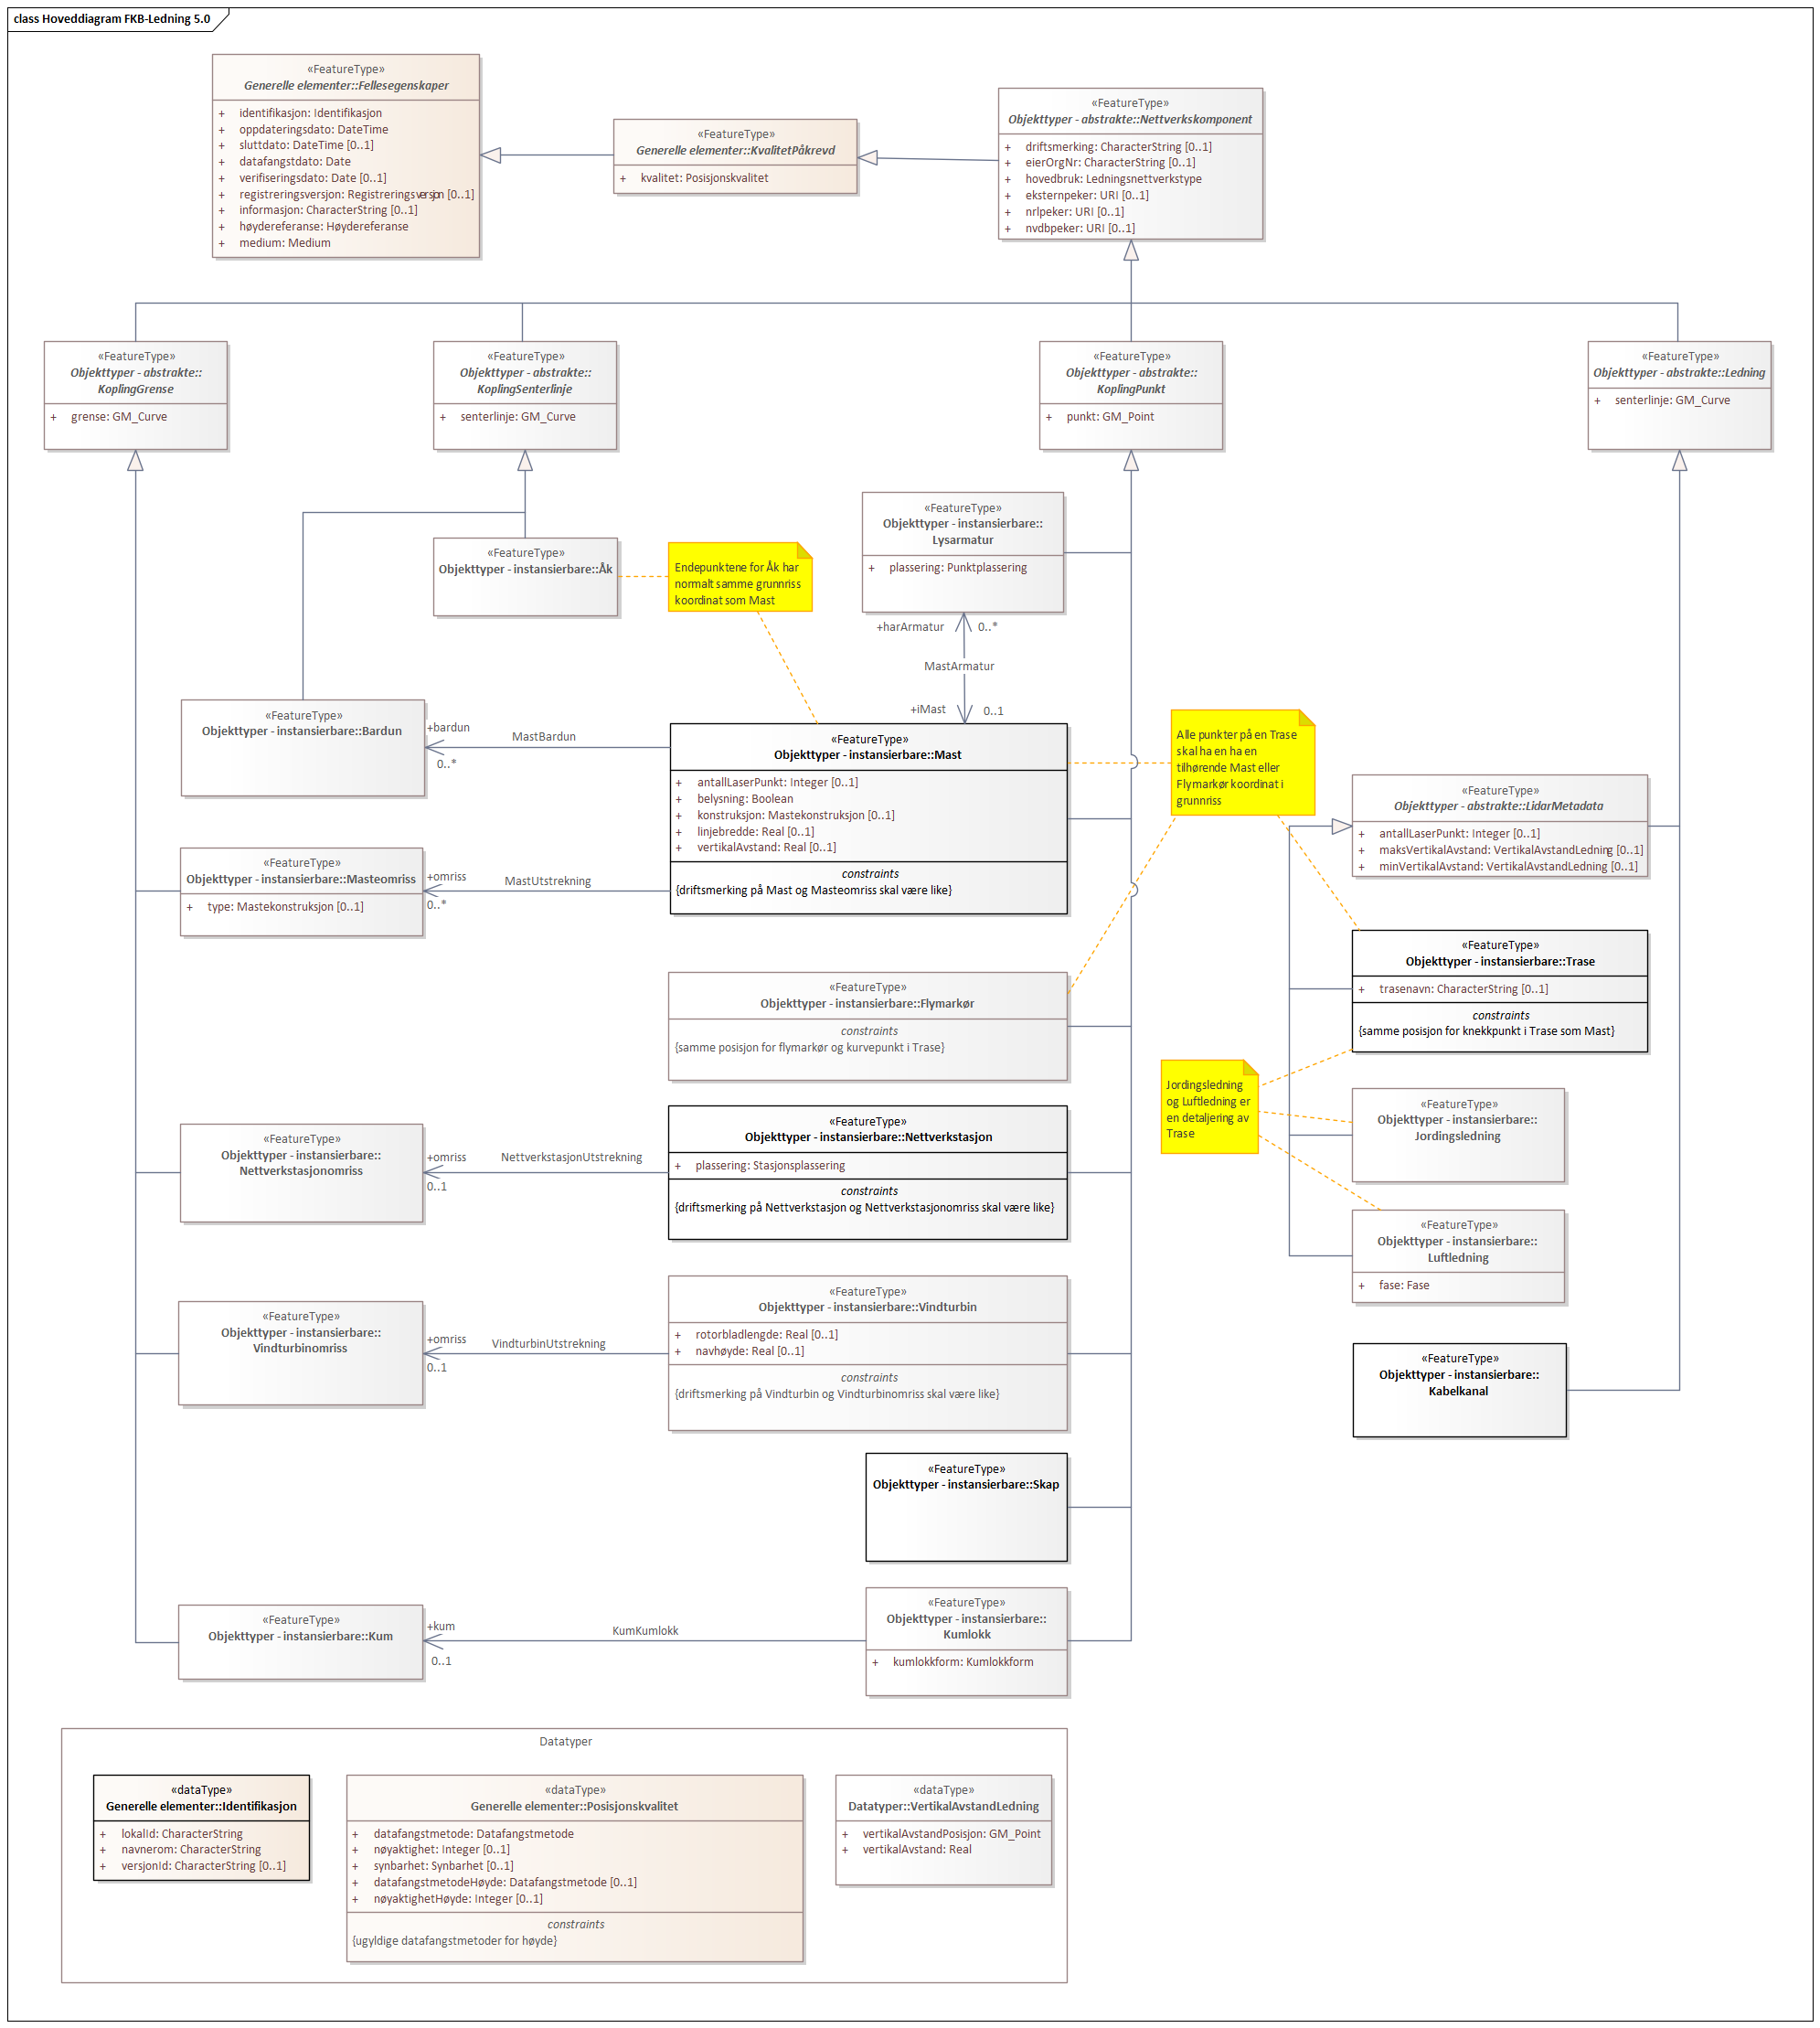 class Hoveddiagram FKB-Ledning 5.0
«FeatureType»
Generelle elementer::Fellesegenskaper
+ identifikasjon: Identifikasjon
+ oppdateringsdato: DateTime
+ sluttdato: DateTime [0..1]
+ datafangstdato: Date
+ verifiseringsdato: Date [0..1]
+ registreringsversjon: Registreringsversjon [0..1]
+ informasjon: CharacterString [0..1]
+ høydereferanse: Høydereferanse
+ medium: Medium
«FeatureType»
Generelle elementer::KvalitetPåkrevd
+ kvalitet: Posisjonskvalitet
«FeatureType»
Objekttyper - abstrakte::Nettverkskomponent
+ driftsmerking: CharacterString [0..1]
+ eierOrgNr: CharacterString [0..1]
+ hovedbruk: Ledningsnettverkstype
+ eksternpeker: URI [0..1]
+ nrlpeker: URI [0..1]
+ nvdbpeker: URI [0..1]
«FeatureType»
Objekttyper - abstrakte::
KoplingGrense
+ grense: GM_Curve
«FeatureType»
Objekttyper - abstrakte::
KoplingSenterlinje
+ senterlinje: GM_Curve
«FeatureType»
Objekttyper - abstrakte::
KoplingPunkt
+ punkt: GM_Point
«FeatureType»
Objekttyper - abstrakte::Ledning
+ senterlinje: GM_Curve
«FeatureType»
Objekttyper - instansierbare::
Lysarmatur
+ plassering: Punktplassering
«FeatureType»
Objekttyper - instansierbare::Åk
Endepunktene for Åk har
normalt samme grunnriss
koordinat som Mast
+harArmatur 0..*
MastArmatur
+iMast 0..1
«FeatureType»
Objekttyper - instansierbare::Bardun
+bardun
0..*
MastBardun
«FeatureType»
Objekttyper - instansierbare::Mast
+ antallLaserPunkt: Integer [0..1]
+ belysning: Boolean
+ konstruksjon: Mastekonstruksjon [0..1]
+ linjebredde: Real [0..1]
+ vertikalAvstand: Real [0..1]
constraints
{driftsmerking på Mast og Masteomriss skal være like}
Alle punkter på en Trase
skal ha en ha en
tilhørende Mast eller
Flymarkør koordinat i
grunnriss
«FeatureType»
Objekttyper - abstrakte::LidarMetadata
+ antallLaserPunkt: Integer [0..1]
+ maksVertikalAvstand: VertikalAvstandLedning [0..1]
+ minVertikalAvstand: VertikalAvstandLedning [0..1]
«FeatureType»
Objekttyper - instansierbare::Masteomriss
+ type: Mastekonstruksjon [0..1]
+omriss
0..*
MastUtstrekning
«FeatureType»
Objekttyper - instansierbare::Trase
+ trasenavn: CharacterString [0..1]
constraints
{samme posisjon for knekkpunkt i Trase som Mast}
«FeatureType»
Objekttyper - instansierbare::Flymarkør
constraints
{samme posisjon for flymarkør og kurvepunkt i Trase}
Jordingsledning
og Luftledning er
en detaljering av
Trase
«FeatureType»
Objekttyper - instansierbare::
Jordingsledning
«FeatureType»
Objekttyper - instansierbare::
Nettverkstasjonomriss
+omriss
0..1
NettverkstasjonUtstrekning
«FeatureType»
Objekttyper - instansierbare::Nettverkstasjon
+ plassering: Stasjonsplassering
constraints
{driftsmerking på Nettverkstasjon og Nettverkstasjonomriss skal være like}
«FeatureType»
Objekttyper - instansierbare::
Luftledning
+ fase: Fase
«FeatureType»
Objekttyper - instansierbare::
Vindturbinomriss
+omriss
0..1
VindturbinUtstrekning
«FeatureType»
Objekttyper - instansierbare::Vindturbin
+ rotorbladlengde: Real [0..1]
+ navhøyde: Real [0..1]
constraints
{driftsmerking på Vindturbin og Vindturbinomriss skal være like}
«FeatureType»
Objekttyper - instansierbare::
Kabelkanal
«FeatureType»
Objekttyper - instansierbare::Skap
«FeatureType»
Objekttyper - instansierbare::Kum
+kum
0..1
KumKumlokk
«FeatureType»
Objekttyper - instansierbare::
Kumlokk
+ kumlokkform: Kumlokkform
Datatyper
«dataType»
Generelle elementer::Identifikasjon
+ lokalId: CharacterString
+ navnerom: CharacterString
+ versjonId: CharacterString [0..1]
«dataType»
Generelle elementer::Posisjonskvalitet
+ datafangstmetode: Datafangstmetode
+ nøyaktighet: Integer [0..1]
+ synbarhet: Synbarhet [0..1]
+ datafangstmetodeHøyde: Datafangstmetode [0..1]
+ nøyaktighetHøyde: Integer [0..1]
constraints
{ugyldige datafangstmetoder for høyde}
«dataType»
Datatyper::VertikalAvstandLedning
+ vertikalAvstandPosisjon: GM_Point
+ vertikalAvstand: Real